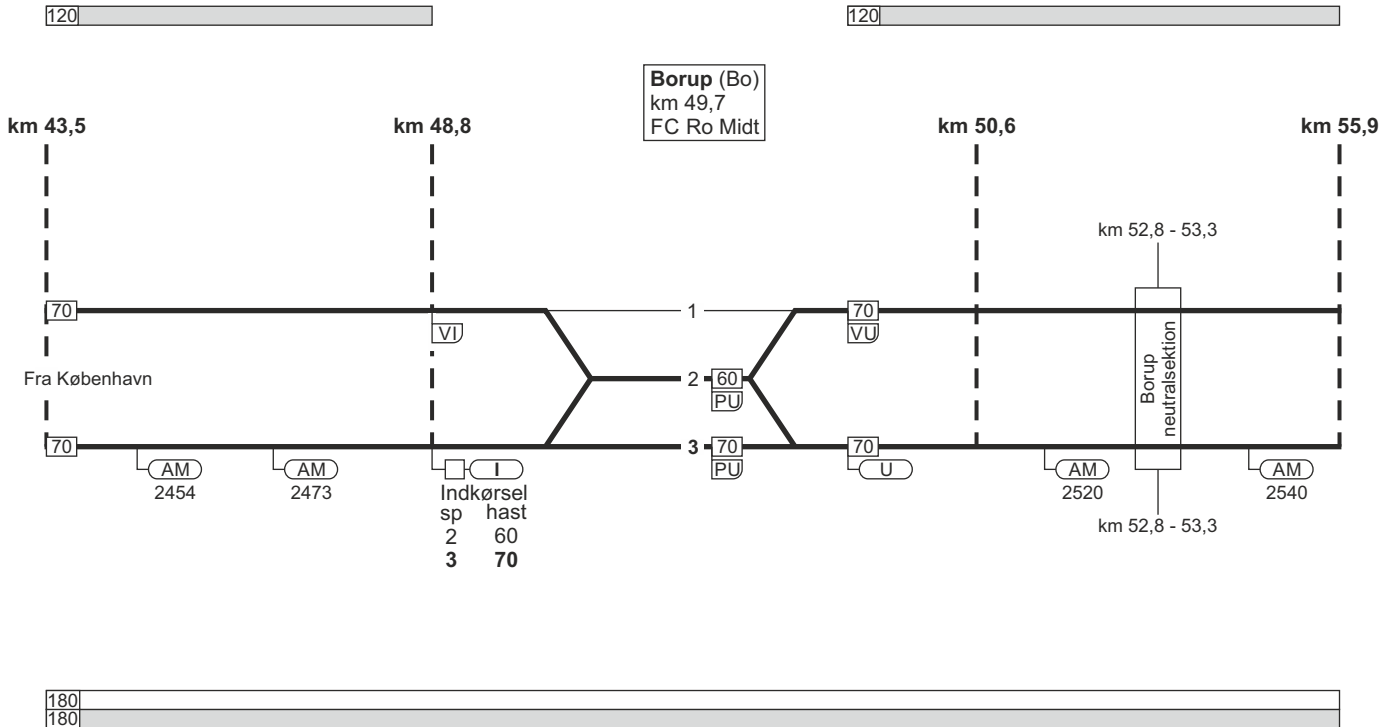 120
120
Borup (Bo)
km 49,7
FC Ro Midt
km 43,5
km 48,8
km 50,6
km 55,9
km 52,8 - 53,3
70
1
70
VI
VU
Fra København
2
60
PU
Borup
neutralsektion
70
3
70
70
AM
AM
I
PU
U
AM
AM
2454
2473
2520
2540
Indkørsel
sp hast
2 60
3 70
km 52,8 - 53,3
180
180